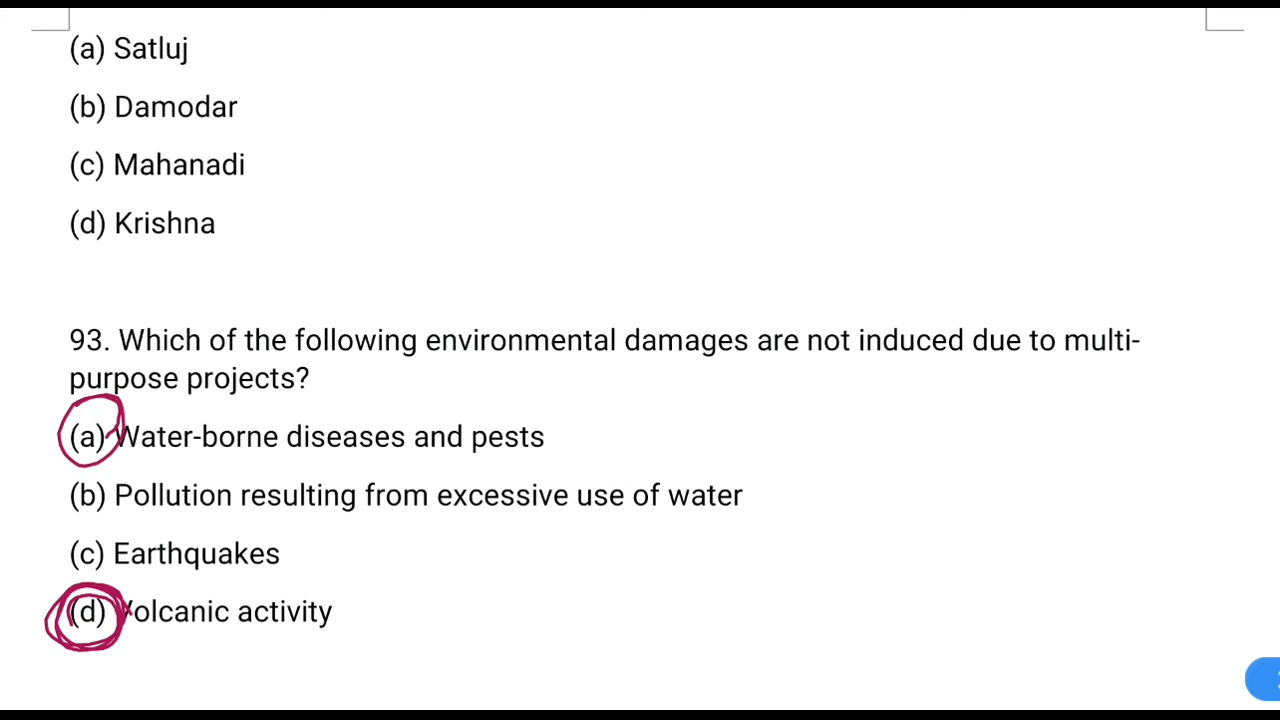 (a) Satluj
(b) Damodar
(c) Mahanadi
(d) Krishna
93. Which of the following environmental damages are not induced due to multi-
purpose projects?
(a) Water-borne diseases and pests
(b) Pollution resulting from excessive use of water
(c) Earthquakes
(d) Volcanic activity